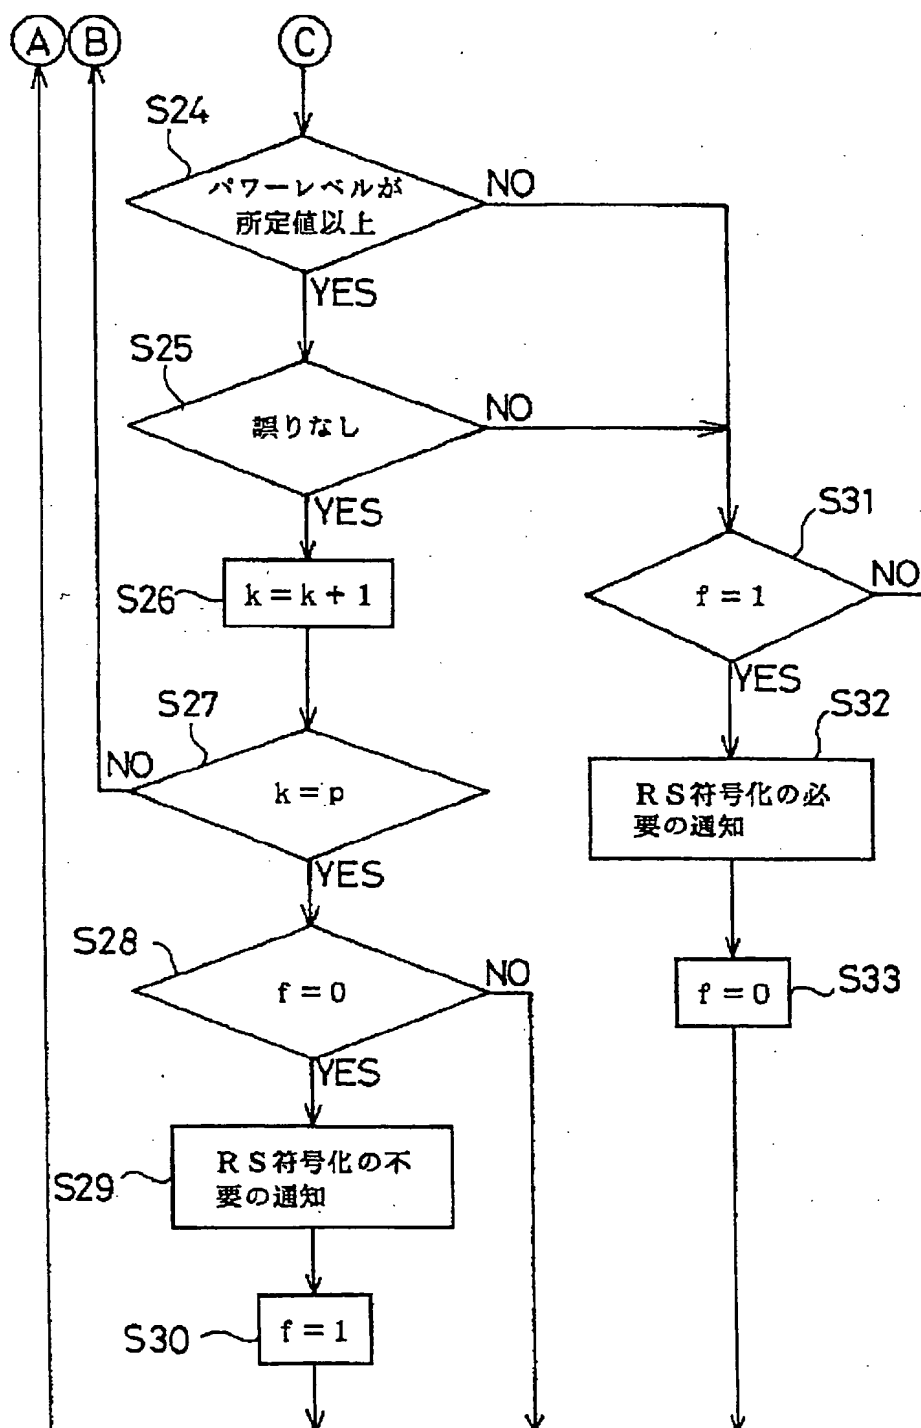 A B C
S24
パワーレベルが
所定値以上
NO
YES
S25
誤りなし
NO
YES
S26
k=k+1
S31
f=1
NO
YES
S27
k=p
NO
YES
S32
RS符号化の必
要の通知
S28
f=0
NO
YES
f=0
S33
S29
RS符号化の不
要の通知
S30
f=1